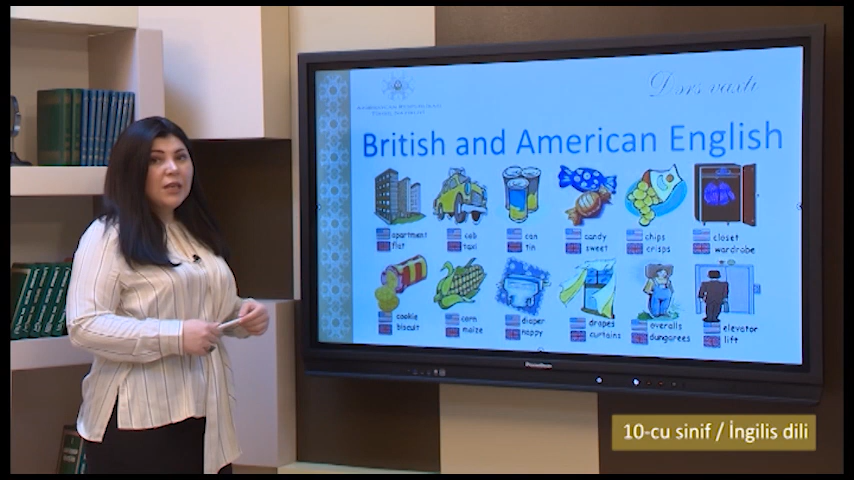 Dərs vaxtı
British and American English
apartment
flat
cab
taxi
can
tin
candy
sweet
chips
crisps
closet
wardrobe
cookie
biscuit
corn
maize
diaper
nappy
drapes
curtains
overalls
dungarees
elevator
lift
10-cu sinif / İngilis dili